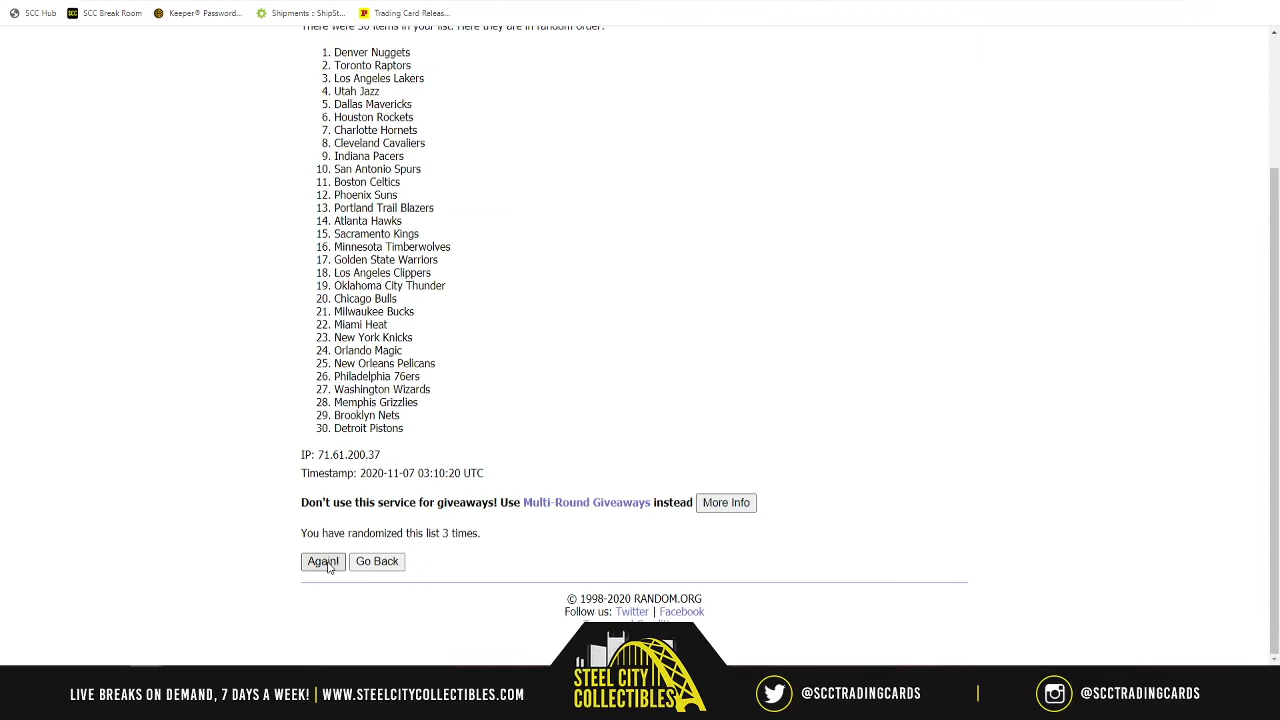 SCC Hub SCC Break Room Keeper® Password... Shipments :: ShipSt... Trading Card Releas...
There were 30 items in your list. Here they are in random order:
1. Denver Nuggets
2. Toronto Raptors
3. Los Angeles Lakers
4. Utah Jazz
5. Dallas Mavericks
6. Houston Rockets
7. Charlotte Hornets
8. Cleveland Cavaliers
9. Indiana Pacers
10. San Antonio Spurs
11. Boston Celtics
12. Phoenix Suns
13. Portland Trail Blazers
14. Atlanta Hawks
15. Sacramento Kings
16. Minnesota Timberwolves
17. Golden State Warriors
18. Los Angeles Clippers
19. Oklahoma City Thunder
20. Chicago Bulls
21. Milwaukee Bucks
22. Miami Heat
23. New York Knicks
24. Orlando Magic
25. New Orleans Pelicans
26. Philadelphia 76ers
27. Washington Wizards
28. Memphis Grizzlies
29. Brooklyn Nets
30. Detroit Pistons
IP: 71.61.200.37
Timestamp: 2020-11-07 03:10:20 UTC
Don't use this service for giveaways! Use Multi-Round Giveaways instead More Info
You have randomized this list 3 times.
Again! Go Back
© 1998-2020 RANDOM.ORG
Follow us: Twitter | Facebook
STEEL CITY
COLLECTIBLES
LIVE BREAKS ON DEMAND, 7 DAYS A WEEK! | WWW.STEELCITYCOLLECTIBLES.COM
@SCCTRADINGCARDS | @SCCTRADINGCARDS